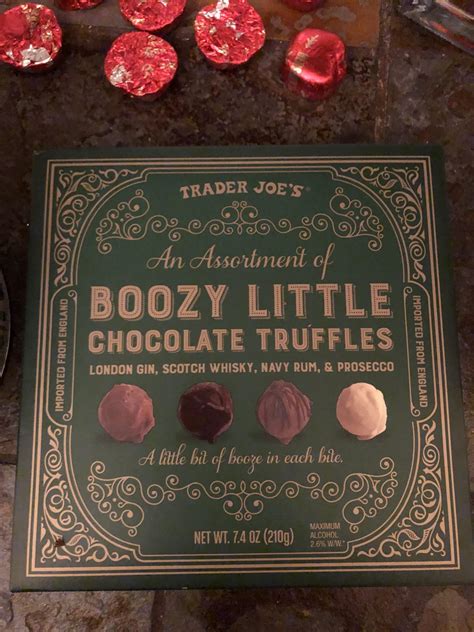 TRADER JOE'S®
An Assortment of
BOOZY LITTLE
CHOCOLATE TRUFFLES
LONDON GIN, SCOTCH WHISKY, NAVY RUM, & PROSECCO
IMPORTED FROM ENGLAND
IMPORTED FROM ENGLAND
A little bit of booze in each bite.
NET WT. 7.4 OZ (210g)
MAXIMUM
ALCOHOL
2.6% W/W.*